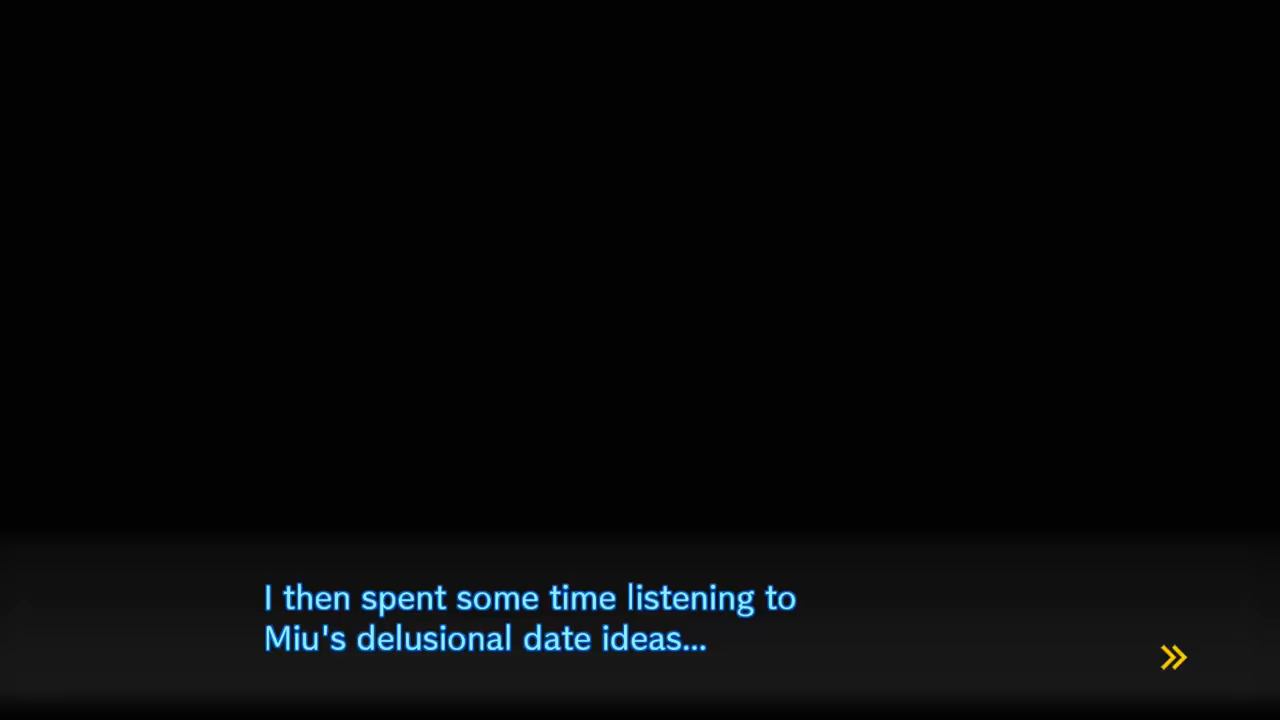 I then spent some time listening to
Miu's delusional date ideas...